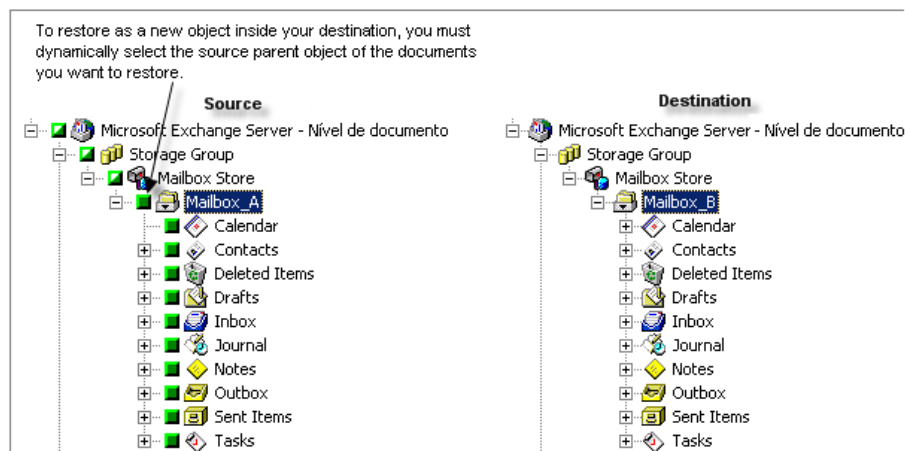 To restore as a new object inside your destination, you must
dynamically select the source parent object of the documents
you want to restore.
Source
Microsoft Exchange Server - Nível de documento
Storage Group
Mailbox Store
Mailbox_A
Calendar
Contacts
Deleted Items
Drafts
Inbox
Journal
Notes
Outbox
Sent Items
Tasks
Destination
Microsoft Exchange Server - Nível de documento
Storage Group
Mailbox Store
Mailbox_B
Calendar
Contacts
Deleted Items
Drafts
Inbox
Journal
Notes
Outbox
Sent Items
Tasks